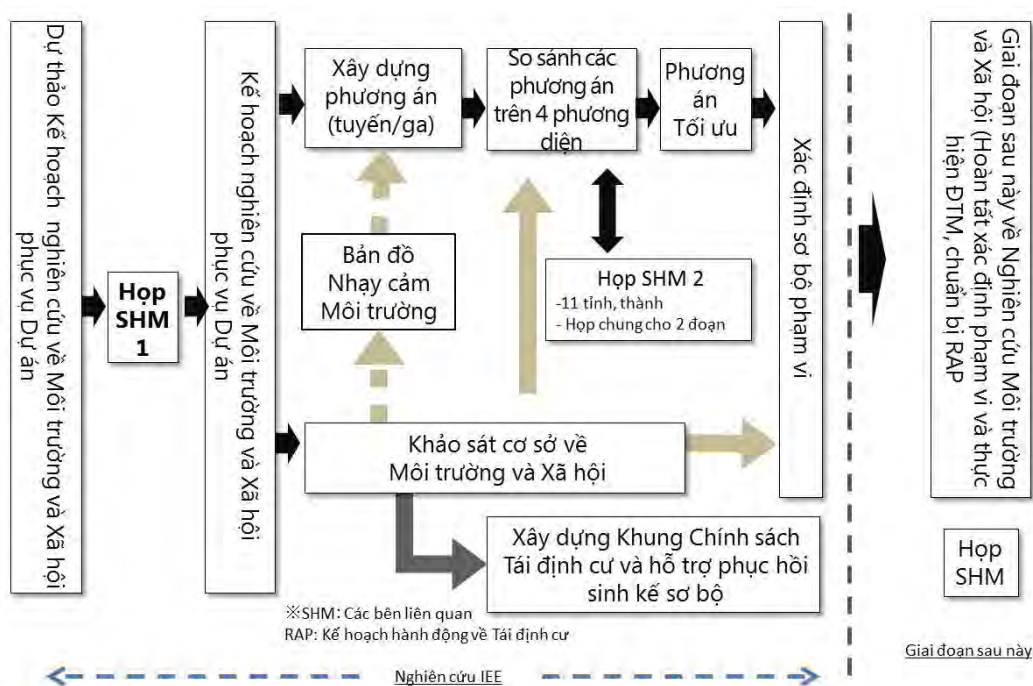 Dự thảo Kế hoạch nghiên cứu về Môi trường và Xã hội
phục vụ Dự án
Họp
SHM
1
Kế hoạch nghiên cứu về Môi trường và Xã hội
phục vụ Dự án
Xây dựng
phương án
(tuyến/ga)
So sánh các
phương án
trên 4 phương
diện
Phương
án
Tối ưu
Bản đồ
Nhạy cảm
Môi trường
Họp SHM 2
-11 tỉnh, thành
- Họp chung cho 2 đoạn
Khảo sát cơ sở về
Môi trường và Xã hội
Xây dựng Khung Chính sách
Tái định cư và hỗ trợ phục hồi
sinh kế sơ bộ
Xác định sơ bộ phạm vi
Giai đoạn sau này về Nghiên cứu Môi trường
và Xã hội (Hoàn tất xác định phạm vi và thực
hiện ĐTM, chuẩn bị RAP
Họp
SHM
※SHM: Các bên liên quan
RAP: Kế hoạch hành động về Tái định cư
Nghiên cứu IEE
Giai đoạn sau này